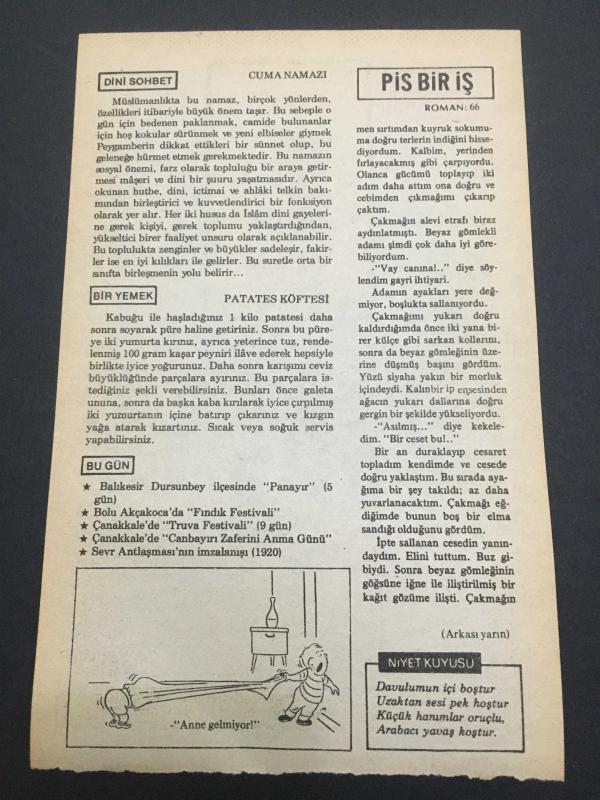 DİNİ SOHBET
CUMA NAMAZI
Müslümanlıkta bu namaz, birçok yönlerden,
özellikleri itibariyle büyük önem taşır. Bu sebeple o
gün için bedenen paklanmak, camide bulunanlar
için hoş kokular sürünmek ve yeni elbiseler giymek
Peygamberin dikkat ettikleri bir sünnet olup, bu
geleneğe hürmet etmek gerekmektedir. Bu namazın
sosyal önemi, farz olarak topluluğu bir araya getir-
mesi mâşeri ve dini bir şuuru yaşatmasıdır. Ayrıca
okunan hutbe, dini, ictimai ve ahlâki telkin bakı-
mından birleştirici ve kuvvetlendirici bir fonksiyon
olarak yer alır. Her iki husus da İslâm dini gayeleri-
ne gerek kişiyi, gerek toplumu yaklaştırdığından,
yükseltici birer faaliyet unsuru olarak açıklanabilir.
Bu toplulukta zenginler ve büyükler sadeleşir, fakir-
ler ise en iyi kılıkları ile gelirler. Bu suretle orta bir
sınıfta birleşmenin yolu belirir...
BİR YEMEK
PATATES KÖFTESİ
Kabuğu ile haşladığınız 1 kilo patatesi daha
sonra soyarak püre haline getiriniz. Sonra bu püre-
ye iki yumurta kırınız, ayrıca yeterince tuz, rende-
lenmiş 100 gram kaşar peyniri ilâve ederek hepsiyle
birlikte iyice yoğurunuz. Daha sonra karışımı ceviz
büyüklüğünde parçalara ayırınız. Bu parçalara is-
tediğiniz şekli verebilirsiniz. Bunları önce galeta
ununa, sonra da başka kaba kırılarak iyice çırpılmış
iki yumurtanın içine batırıp çıkarınız ve kızgın
yağa atarak kızartınız. Sıcak veya soğuk servis
yapabilirsiniz.
BU GÜN
★ Balıkesir Dursunbey ilçesinde "Panayır" (5
gün)
★ Bolu Akçakoca'da "Fındık Festivali"
★ Çanakkale'de "Truva Festivali" (9 gün)
★ Çanakkale'de "Canbayırı Zaferini Anma Günü"
★ Sevr Antlaşması'nın imzalanışı (1920)
-"Anne gelmiyor!"
PİS BİR İŞ
ROMAN: 66
men sırtımdan kuyruk sokumu-
ma doğru terlerin indiğini hisse-
diyordum. Kalbim, yerinden
fırlayacakmış gibi çarpıyordu.
Olanca gücümü toplayıp iki
adım daha attım ona doğru ve
cebimden çıkmağımı çıkarıp
çaktım.
Çakmağın alevi etrafı biraz
aydınlatmıştı. Beyaz gömlekli
adamı şimdi çok daha iyi göre-
biliyordum.
-"Vay canına!.." diye söy-
lendim gayri ihtiyari.
Adamın ayakları yere değ-
miyor, boşlukta sallanıyordu.
Çakmağımı yukarı doğru
kaldırdığımda önce iki yana bi-
rer külçe gibi sarkan kollarını,
sonra da beyaz gömleğinin üze-
rine düşmüş başını gördüm.
Yüzü siyaha yakın bir morluk
içindeydi. Kalınbir ip ensesinden
ağacın yukarı dallarına doğru
gergin bir şekilde yükseliyordu.
-"Asılmış..." diye kekele-
dim. "Bir ceset bu!.."
Bir an duraklayıp cesaret
topladım kendimde ve cesede
doğru yaklaştım. Bu sırada aya-
ğıma bir şey takıldı; az daha
yuvarlanacaktım. Çakmağı eğ-
diğimde bunun boş bir elma
sandığı olduğunu gördüm.
İpte sallanan cesedin yanın-
daydım. Elini tuttum. Buz gi-
biydi. Sonra beyaz gömleğinin
göğsüne iğne ile iliştirilmiş bir
kağıt gözüme ilişti. Çakmağın
(Arkası yarın)
NİYET KUYUSU
Davulumun içi boştur
Uzaktan sesi pek hoştur
Küçük hanımlar oruçlu,
Arabacı yavaş koştur.